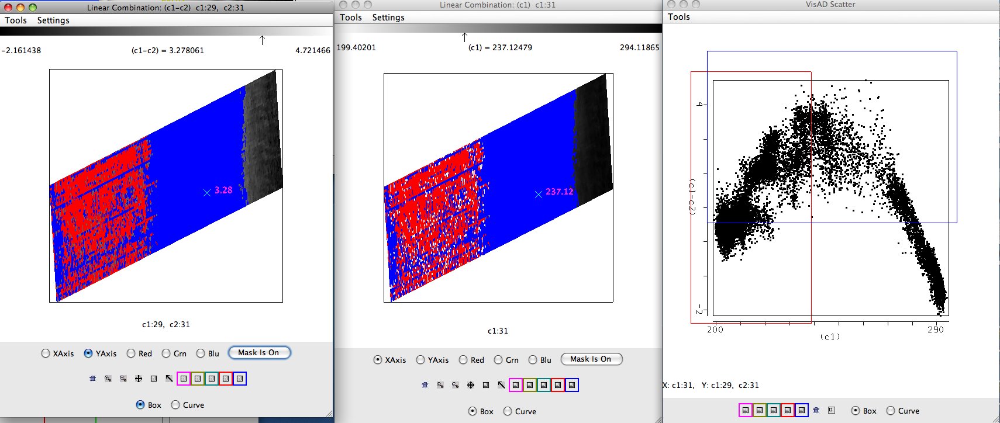 Linear Combination: (c1-c2)  c1:29,  c2:31
Tools  Settings
-2.161438  (c1-c2) = 3.278061  4.721466
3.28
c1:29,  c2:31
XAxis  YAxis  Red  Grn  Blu  Mask Is On
Box  Curve
Linear Combination: (c1)  c1:31
Tools  Settings
199.40201  (c1) = 237.12479  294.11865
237.12
c1:31
XAxis  YAxis  Red  Grn  Blu  Mask Is On
Box  Curve
VisAD Scatter
Tools
4
(c1-c2)
-2
200  290
(c1)
X: c1:31,   Y: c1:29,  c2:31
Box  Curve